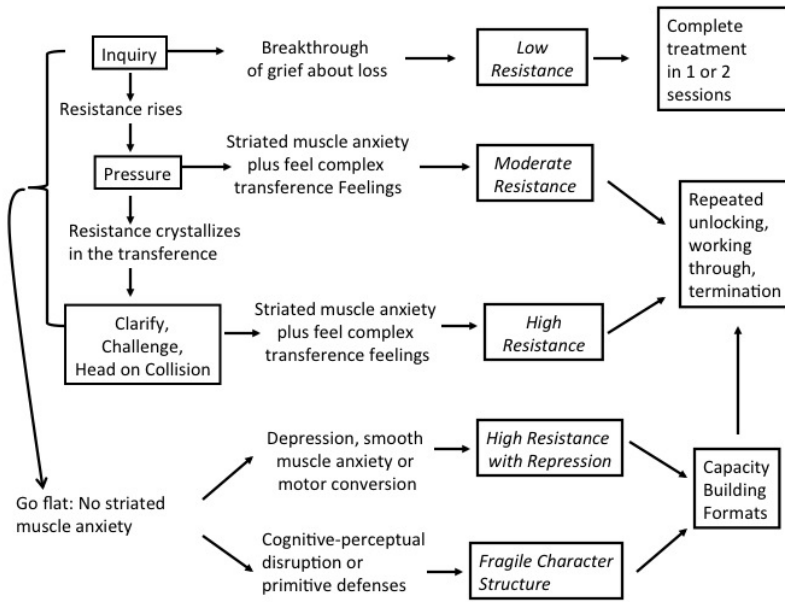 Inquiry
Breakthrough
of grief about loss
Low
Resistance
Complete
treatment
in 1 or 2
sessions
Resistance rises
Pressure
Striated muscle anxiety
plus feel complex
transference Feelings
Moderate
Resistance
Repeated
unlocking,
working
through,
termination
Resistance crystallizes
in the transference
Clarify,
Challenge,
Head on Collision
Striated muscle anxiety
plus feel complex
transference feelings
High
Resistance
Go flat: No striated
muscle anxiety
Depression, smooth
muscle anxiety or
motor conversion
High Resistance
with Repression
Capacity
Building
Formats
Cognitive-perceptual
disruption or
primitive defenses
Fragile Character
Structure